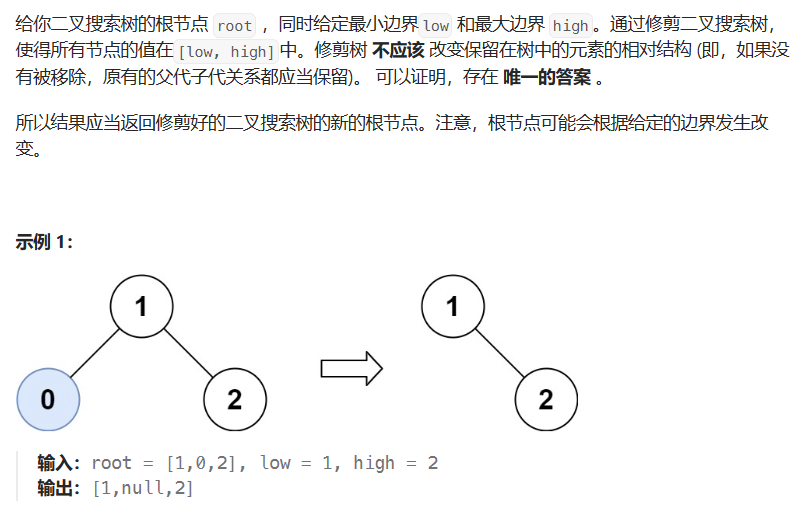 给你二叉搜索树的根节点 root ，同时给定最小边界low 和最大边界 high。通过修剪二叉搜索树，
使得所有节点的值在[low, high]中。修剪树 不应该 改变保留在树中的元素的相对结构 (即，如果没
有被移除，原有的父代子代关系都应当保留)。 可以证明，存在 唯一的答案 。
所以结果应当返回修剪好的二叉搜索树的新的根节点。注意，根节点可能会根据给定的边界发生改
变。
示例 1：
1
0
2
1
2
输入：root = [1,0,2], low = 1, high = 2
输出：[1,null,2]